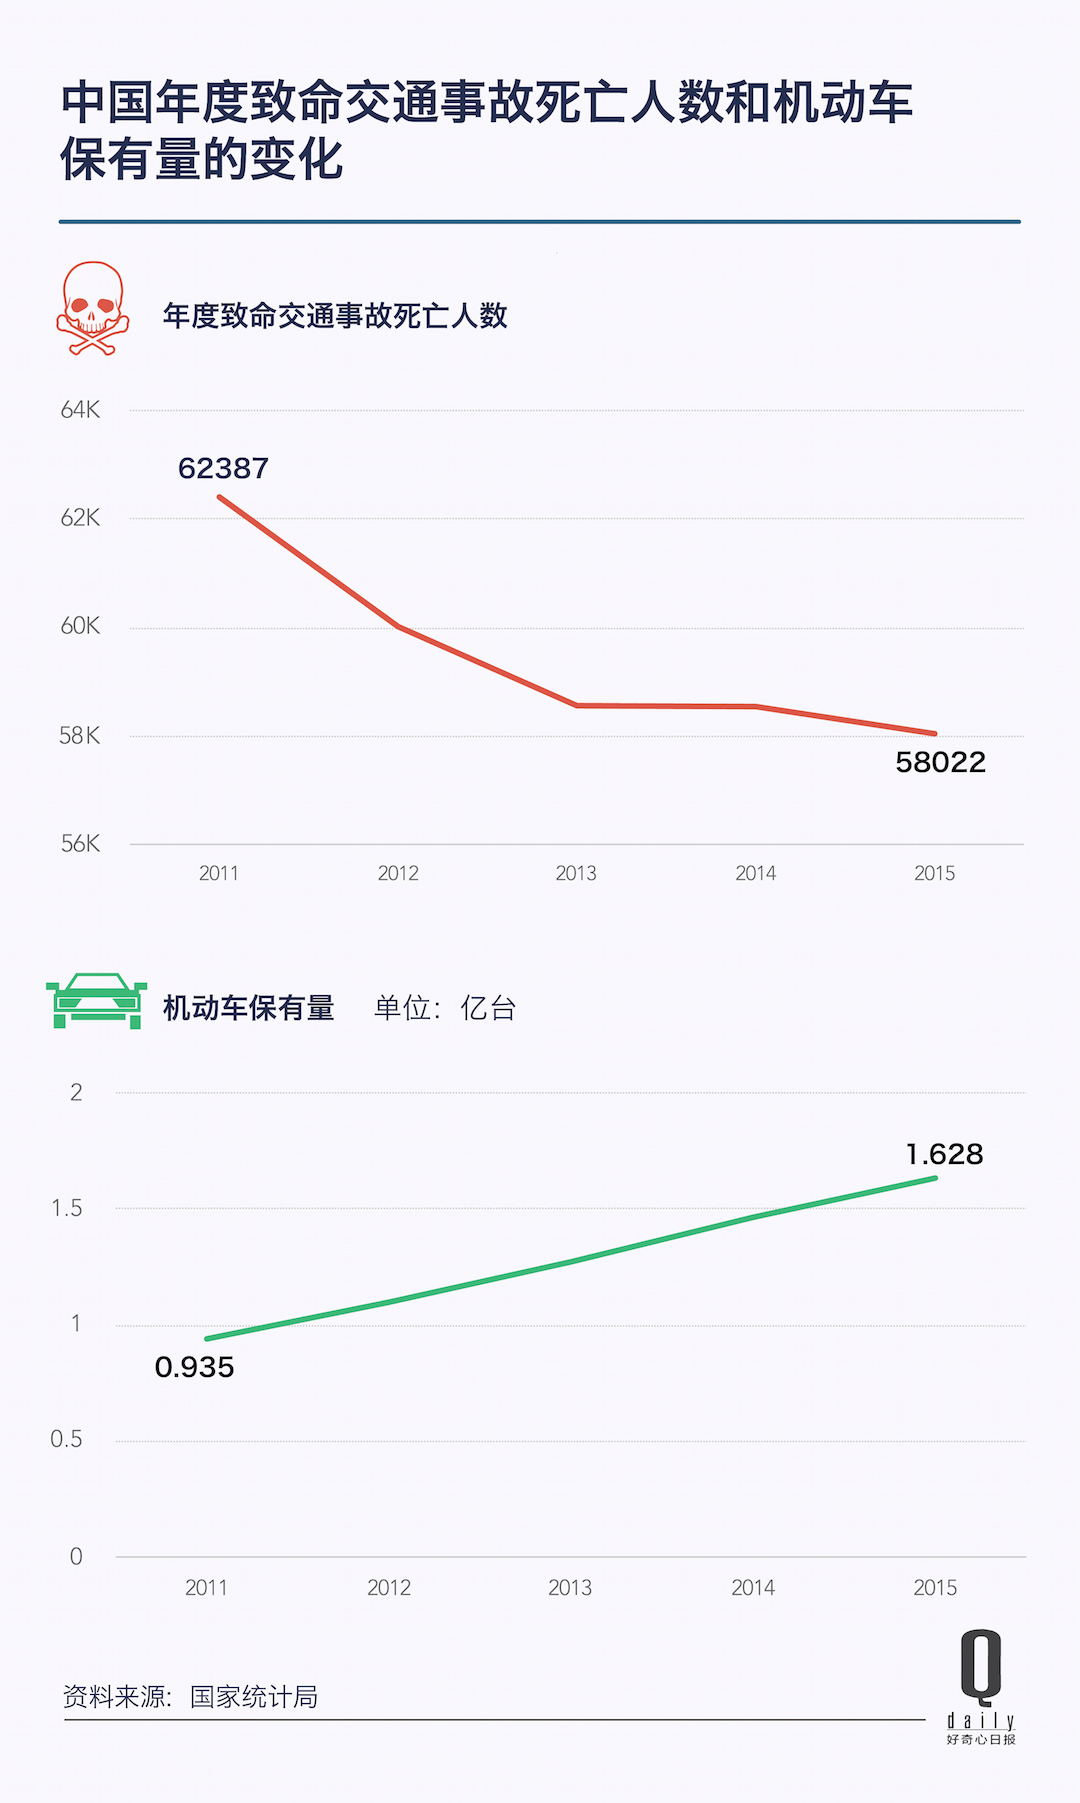 中国年度致命交通事故死亡人数和机动车
保有量的变化
年度致命交通事故死亡人数
64K
62387
62K
60K
58K
58022
56K
2011 2012 2013 2014 2015
机动车保有量 单位：亿台
2
1.628
1.5
1
0.935
0.5
0
2011 2012 2013 2014 2015
资料来源：国家统计局
Q
daily
好奇心日报